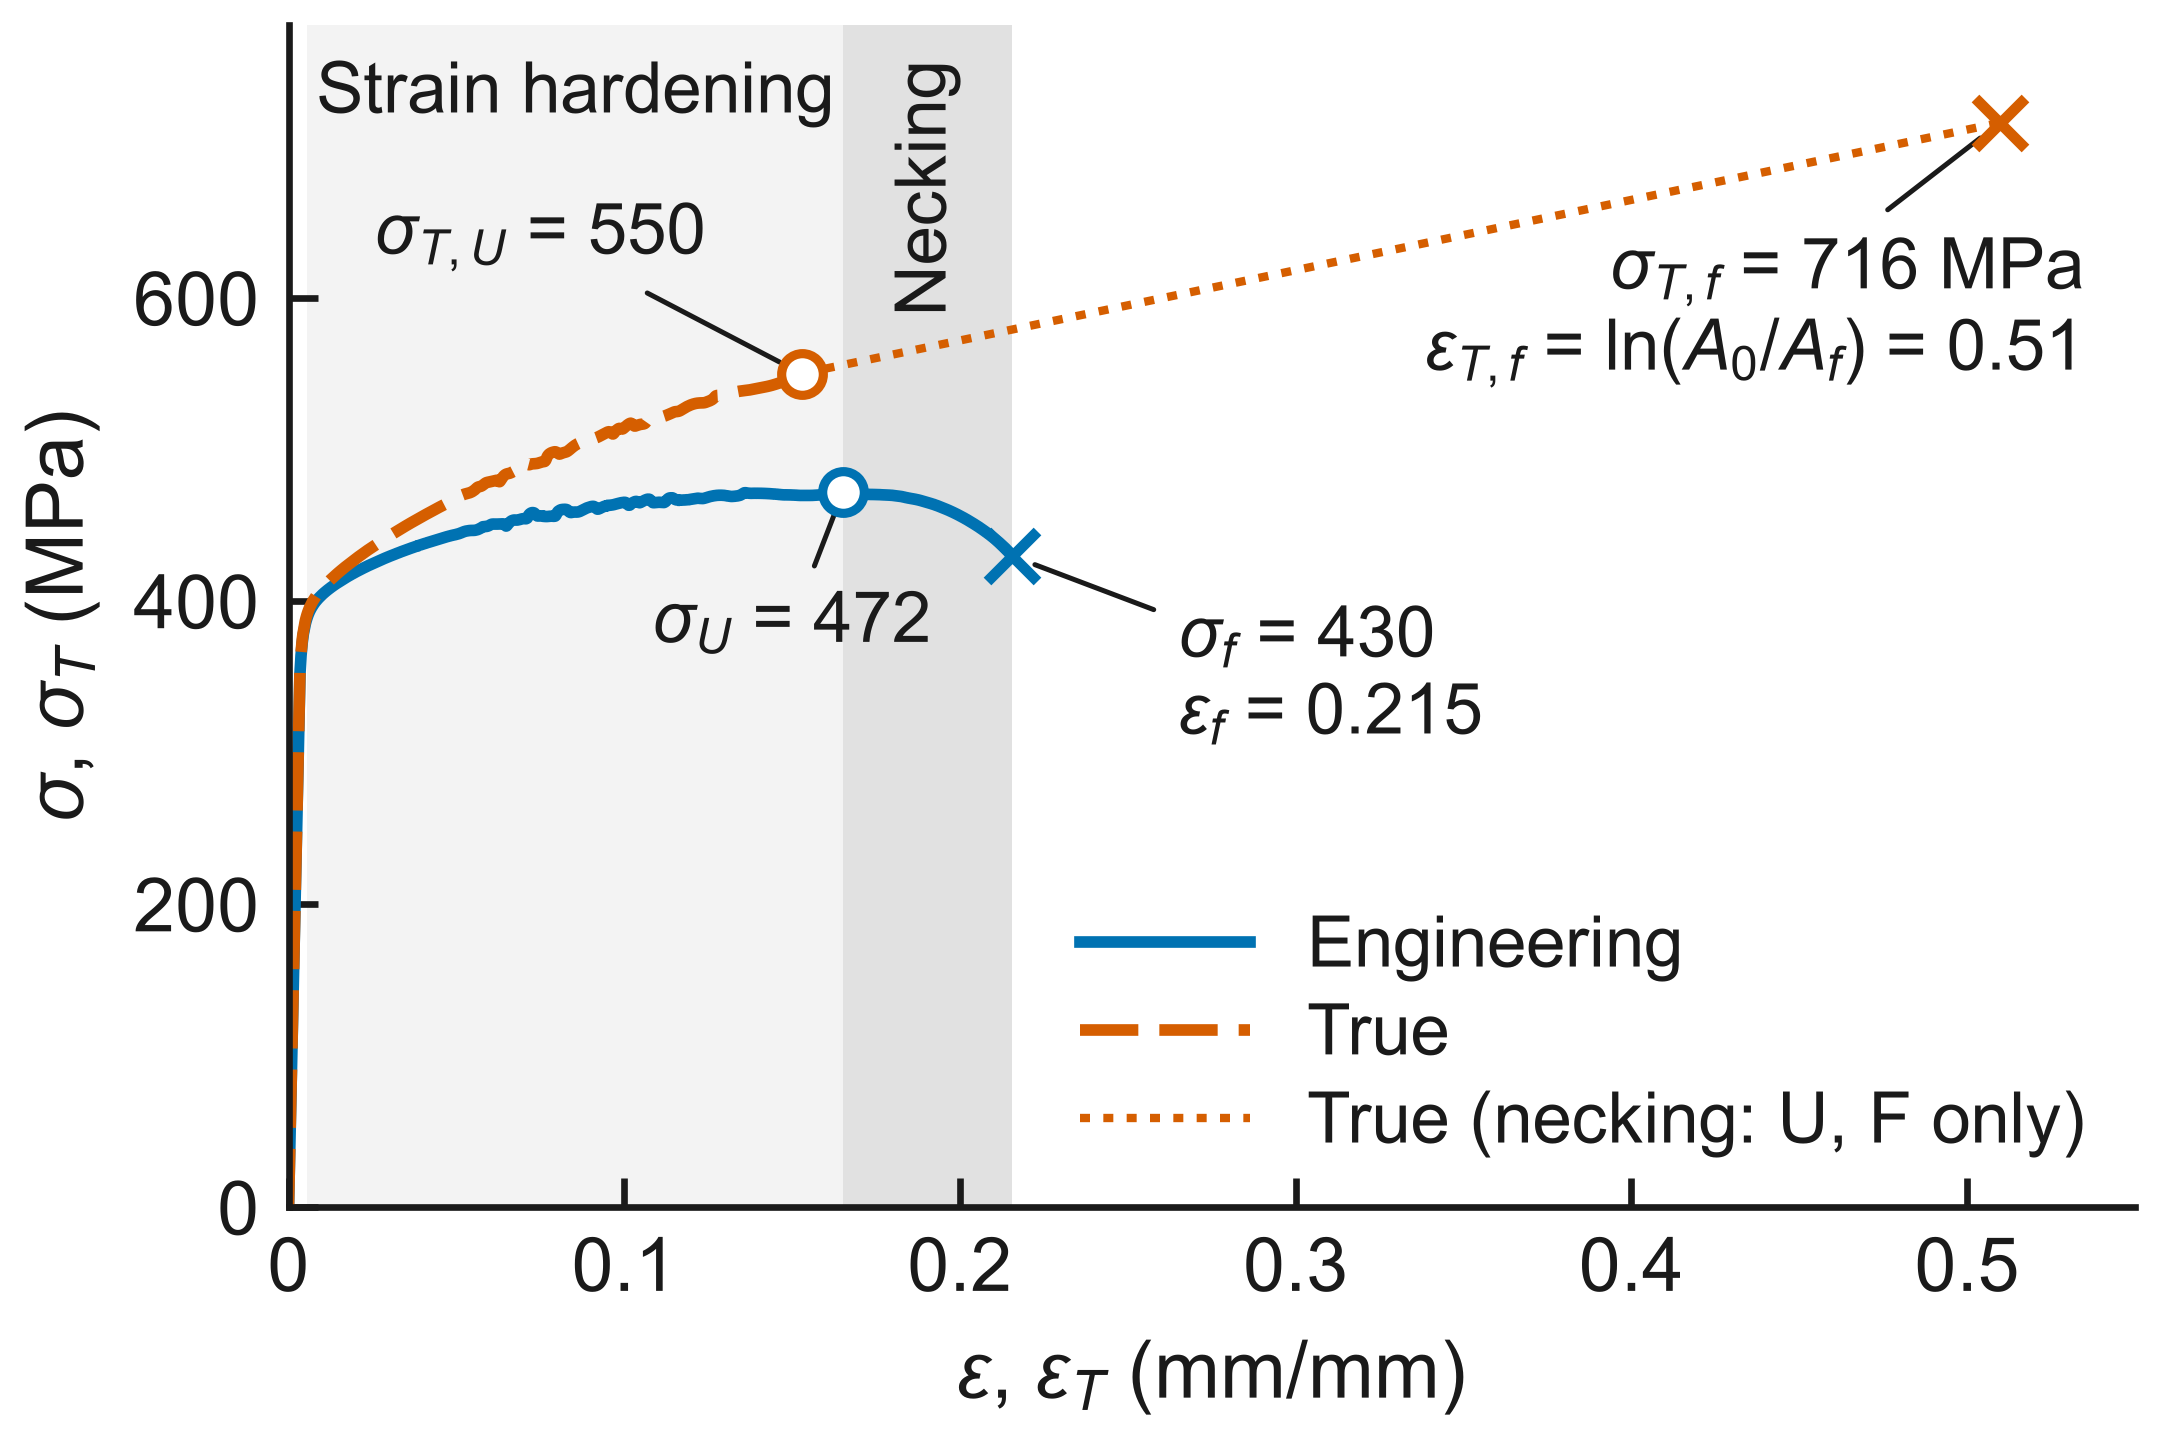 Strain hardening
Necking
σT, U = 550
σT, f = 716 MPa
εT, f = ln(A0/Af) = 0.51
σU = 472
σf = 430
εf = 0.215
600
400
200
0
σ, σT (MPa)
Engineering
True
True (necking: U, F only)
0 0.1 0.2 0.3 0.4 0.5
ε, εT (mm/mm)